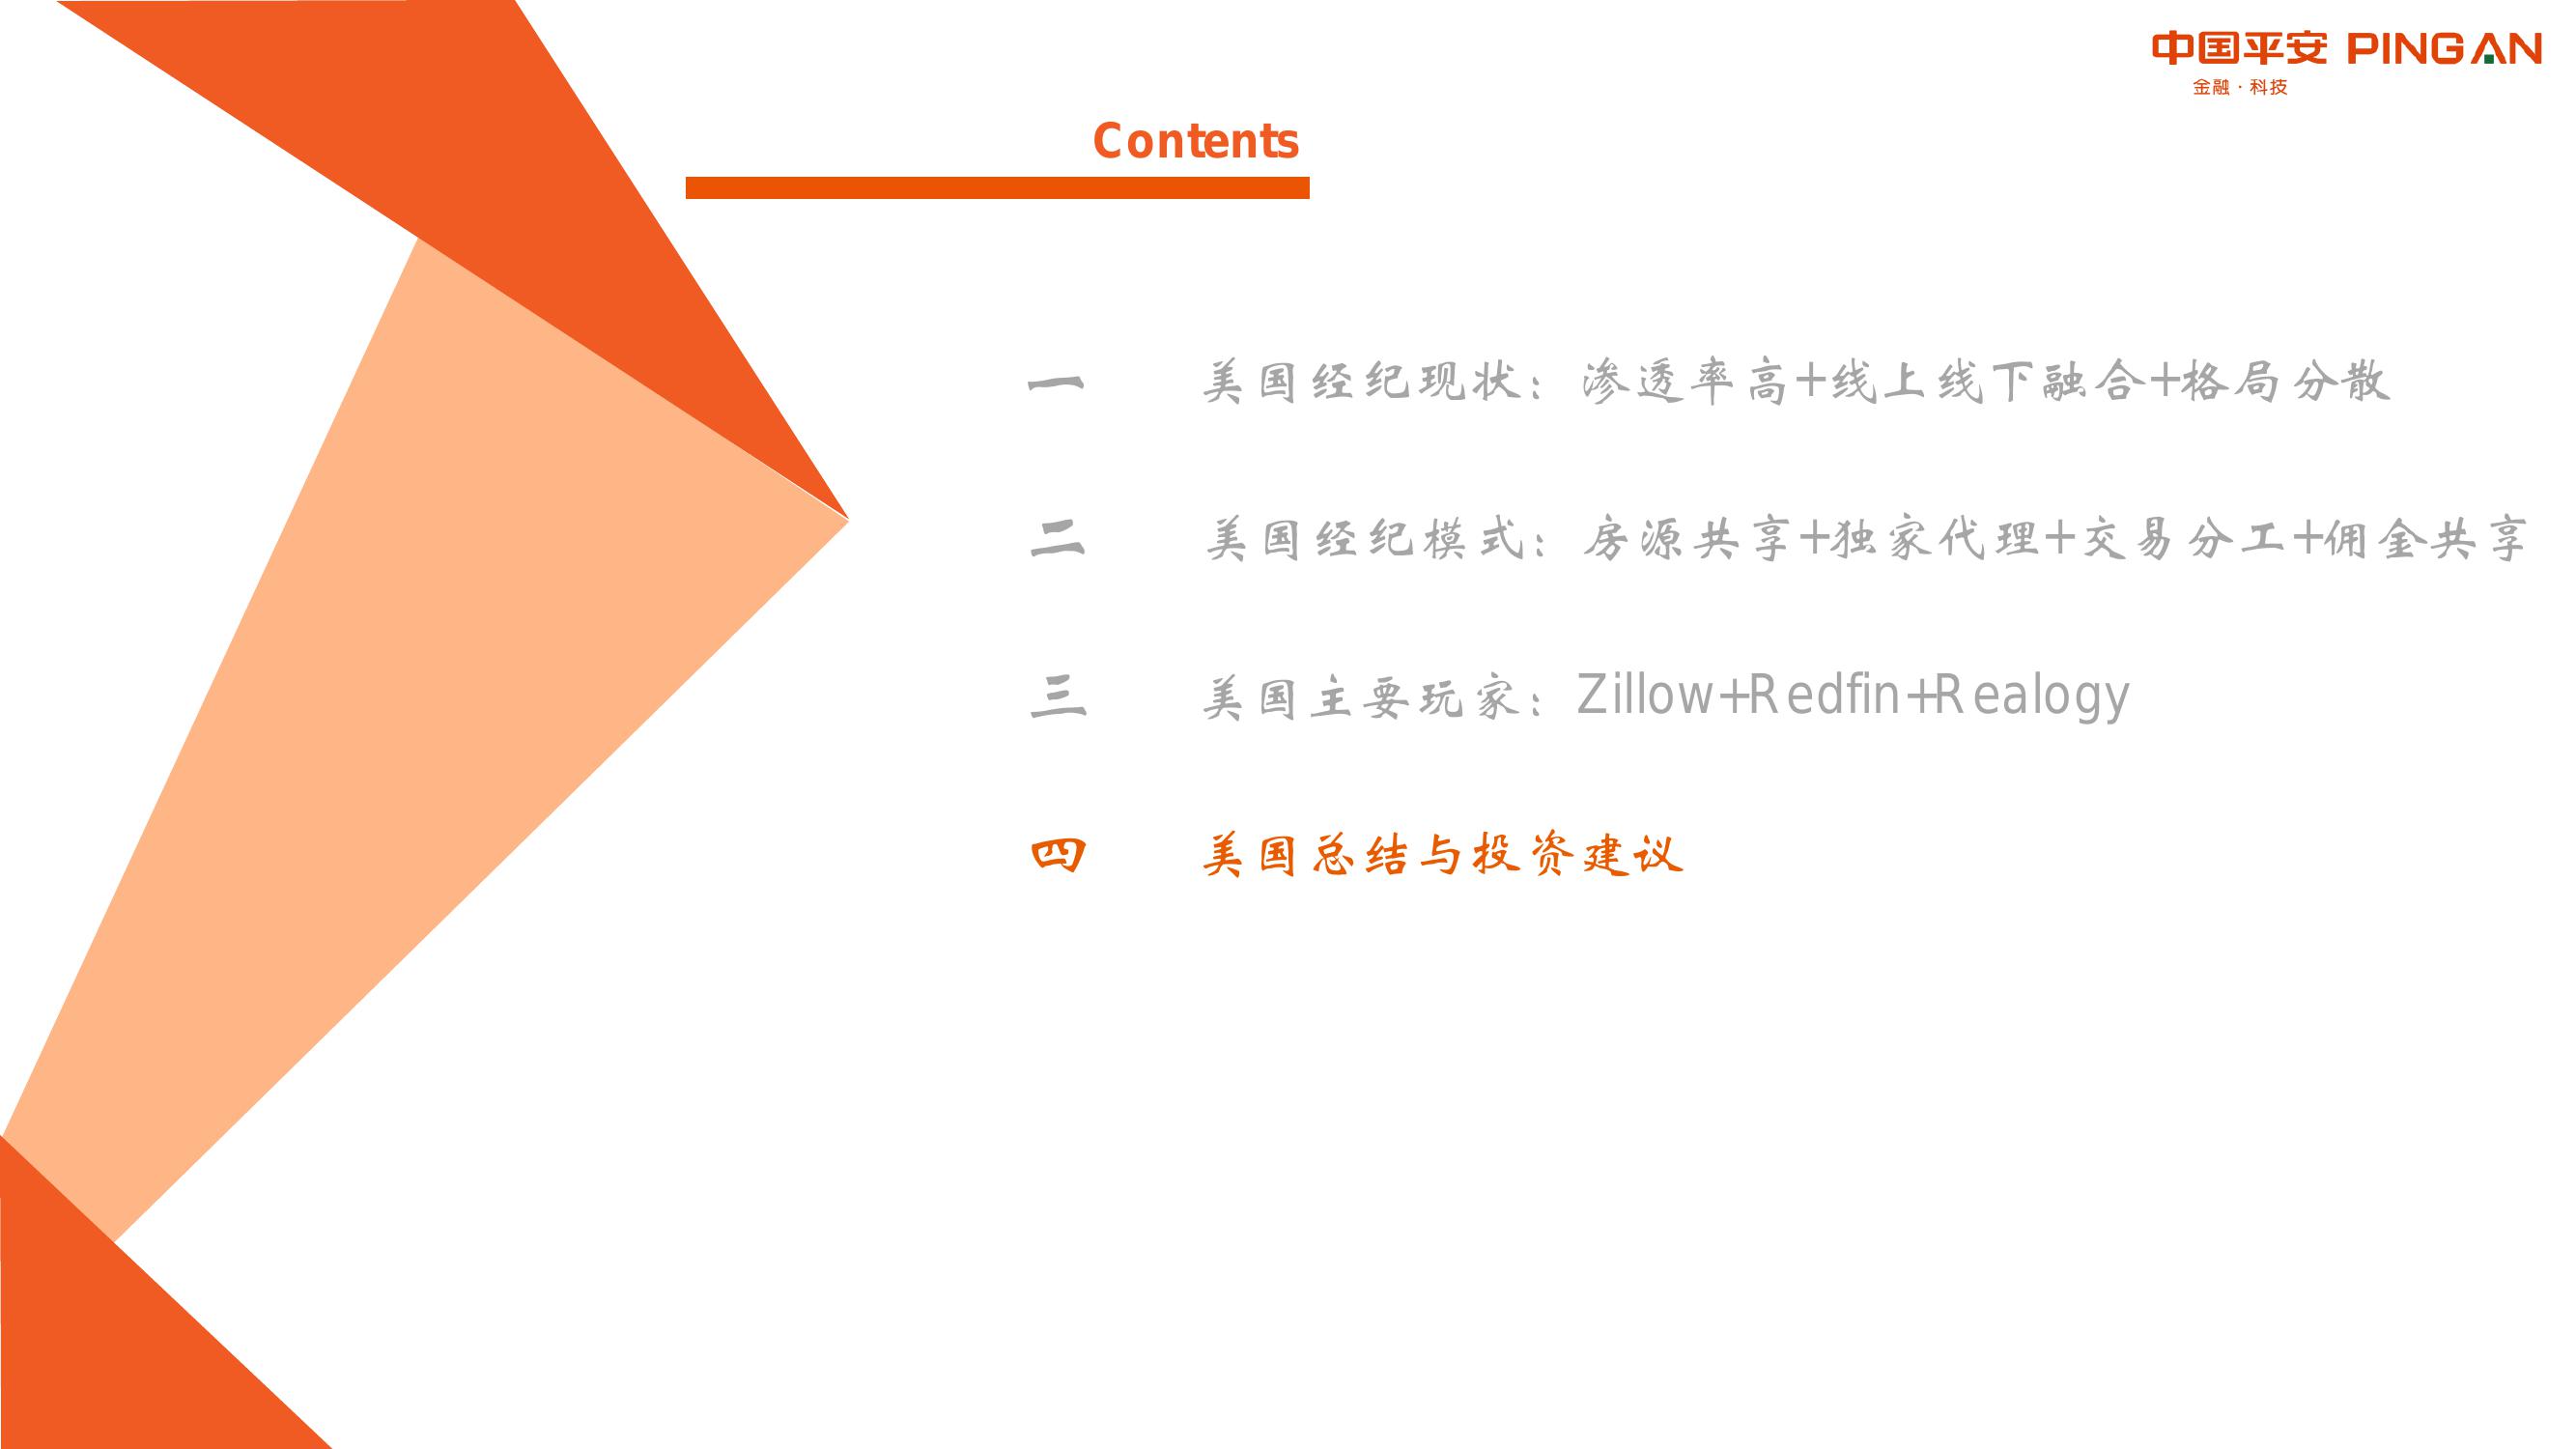 中国平安 PINGAN
金融·科技
Contents
一 美国经纪现状：渗透率高+线上线下融合+格局分散
二 美国经纪模式：房源共享+独家代理+交易分工+佣金共享
三 美国主要玩家：Zillow+Redfin+Realogy
四 美国总结与投资建议